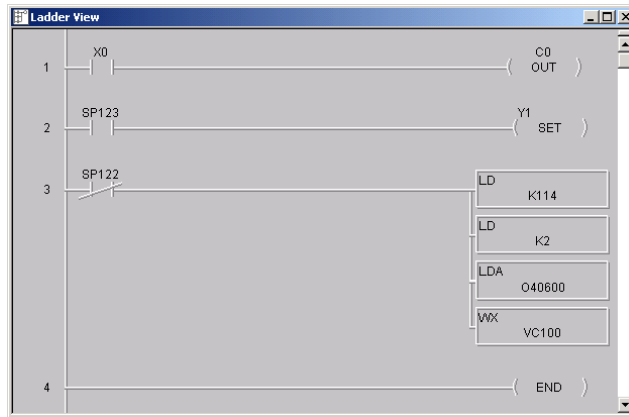 Ladder View
X0
C0
1
OUT
SP123
Y1
2
SET
SP122
3
LD
K114
LD
K2
LDA
O40600
WX
VC100
4
END